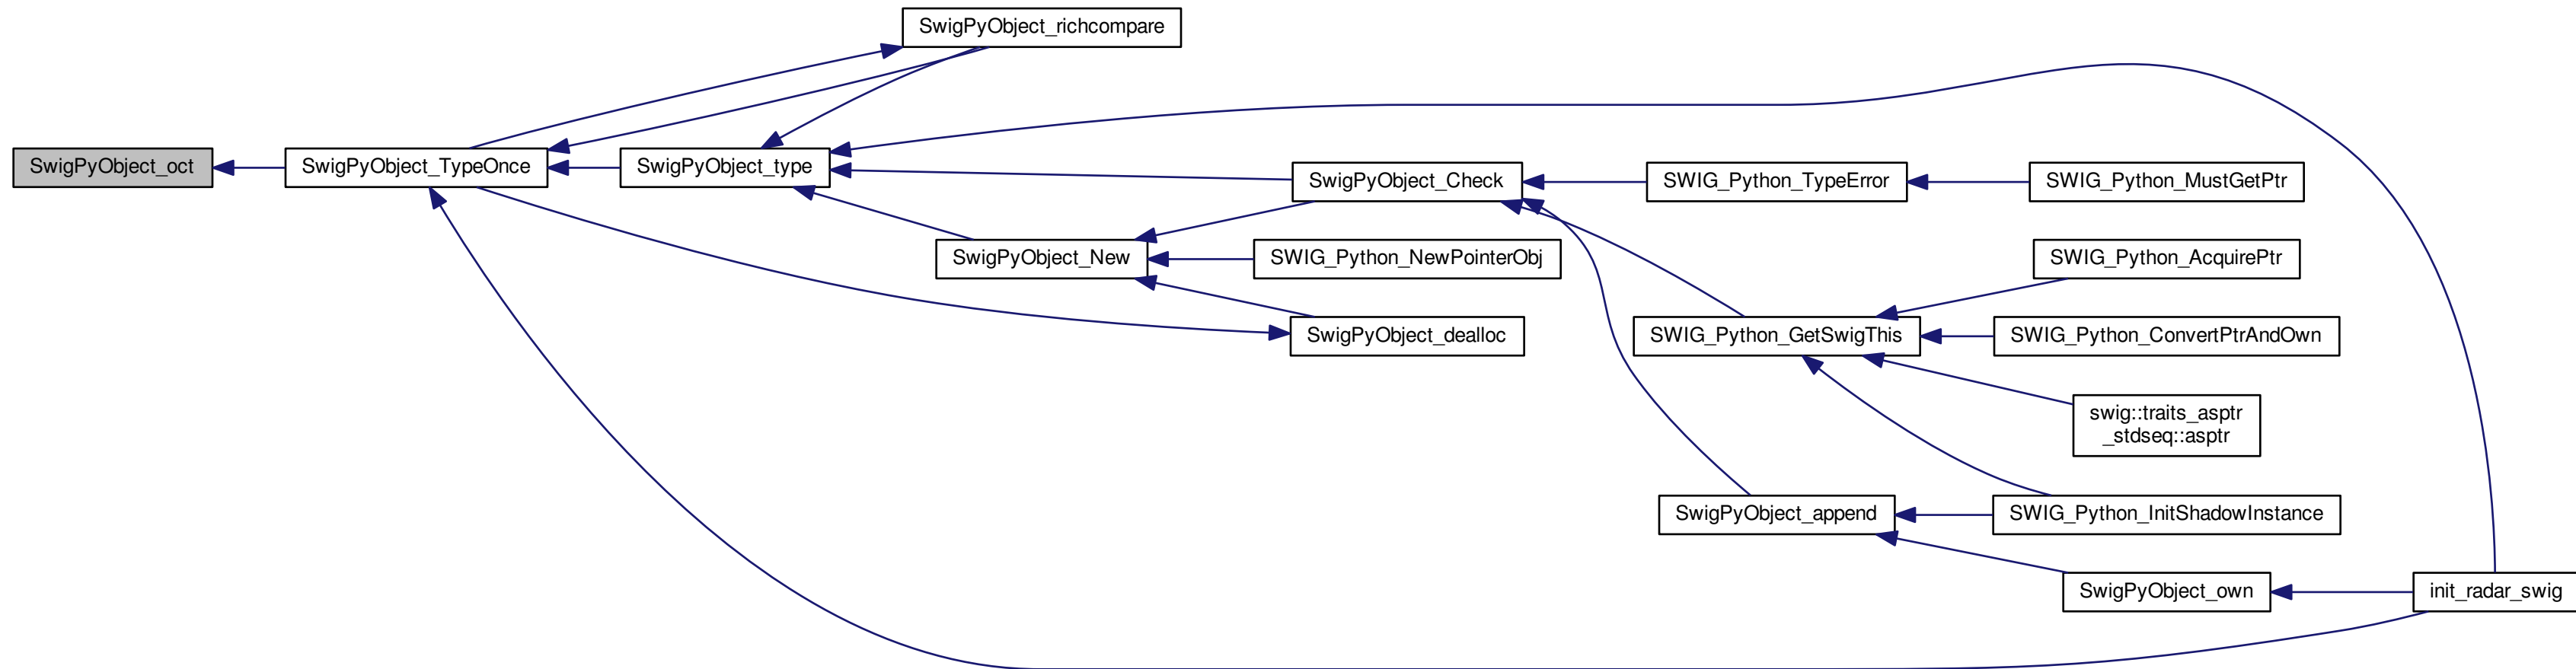 SwigPyObject_richcompare
SwigPyObject_oct
SwigPyObject_TypeOnce
SwigPyObject_type
SwigPyObject_Check
SWIG_Python_TypeError
SWIG_Python_MustGetPtr
SwigPyObject_New
SWIG_Python_NewPointerObj
SWIG_Python_AcquirePtr
SwigPyObject_dealloc
SWIG_Python_GetSwigThis
SWIG_Python_ConvertPtrAndOwn
swig::traits_asptr
_stdseq::asptr
SwigPyObject_append
SWIG_Python_InitShadowInstance
SwigPyObject_own
init_radar_swig